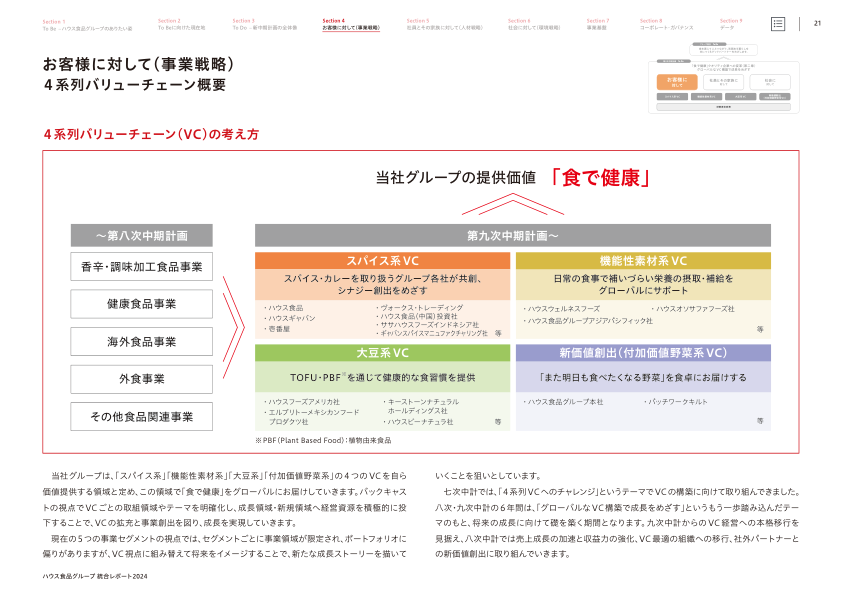 Section 1
To Be －ハウス食品グループのありたい姿
Section 2
To Beに向けた現在地
Section 3
To Do －新中期計画の全体像
Section 4
お客様に対して（事業戦略）
Section 5
社員とその家族に対して（人材戦略）
Section 6
社会に対して（環境戦略）
Section 7
事業基盤
Section 8
コーポレート・ガバナンス
Section 9
データ
21
お客様に対して（事業戦略）
4系列バリューチェーン概要
お客様に
対して
社員とその家族に
対して
社会に
対して
4系列バリューチェーン（VC）の考え方
当社グループの提供価値 「食で健康」
～第八次中期計画
第九次中期計画～
香辛・調味加工食品事業
健康食品事業
海外食品事業
外食事業
その他食品関連事業
スパイス系VC
スパイス・カレーを取り扱うグループ各社が共創、
シナジー創出をめざす
・ハウス食品
・ハウスギャバン
・壱番屋
・ヴォークス・トレーディング
・ハウス食品（中国）投資社
・ササハウスフーズインドネシア社
・ギャバンスパイスマニュファクチャリング社 等
機能性素材系VC
日常の食事で補いづらい栄養の摂取・補給を
グローバルにサポート
・ハウスウェルネスフーズ
・ハウスオソサファフーズ社
・ハウス食品グループアジアパシフィック社
等
大豆系VC
TOFU・PBF※を通じて健康的な食習慣を提供
・ハウスフーズアメリカ社
・エルブリトーメキシカンフード
プロダクツ社
・キーストーンナチュラル
ホールディングス社
・ハウスビーナチュラ社 等
新価値創出（付加価値野菜系VC）
「また明日も食べたくなる野菜」を食卓にお届けする
・ハウス食品グループ本社
・パッチワークキルト
等
※PBF（Plant Based Food）：植物由来食品
当社グループは、「スパイス系」「機能性素材系」「大豆系」「付加価値野菜系」の4つのVCを自ら
価値提供する領域と定め、この領域で「食で健康」をグローバルにお届けしていきます。バックキャス
トの視点でVCごとの取組領域やテーマを明確化し、成長領域・新規領域へ経営資源を積極的に投
下することで、VCの拡充と事業創出を図り、成長を実現していきます。
現在の5つの事業セグメントの視点では、セグメントごとに事業領域が限定され、ポートフォリオに
偏りがありますが、VC視点に組み替えて将来をイメージすることで、新たな成長ストーリーを描いて
いくことを狙いとしています。
七次中計では、「4系列VCへのチャレンジ」というテーマでVCの構築に向けて取り組んできました。
八次・九次中計の6年間は、「グローバルなVC構築で成長をめざす」というもう一歩踏み込んだテー
マのもと、将来の成長に向けて礎を築く期間となります。九次中計からのVC経営への本格移行を
見据え、八次中計では売上成長の加速と収益力の強化、VC最適の組織への移行、社外パートナーと
の新価値創出に取り組んでいきます。
ハウス食品グループ 統合レポート2024